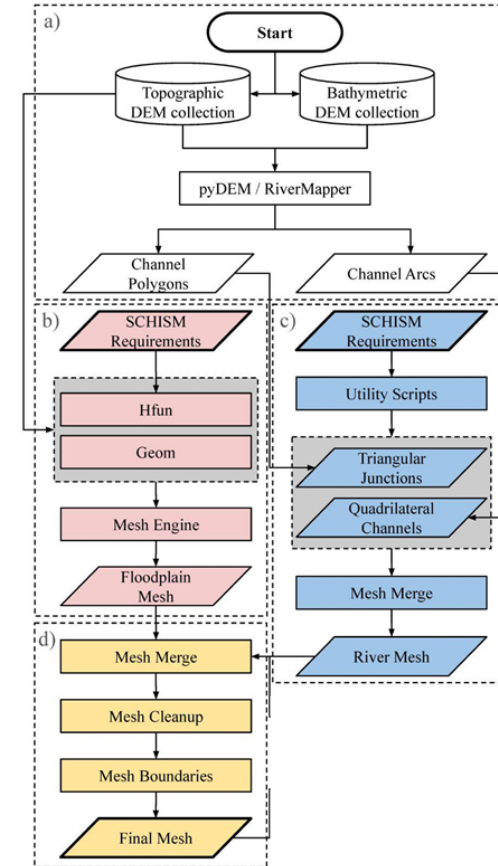 a)
Start
Topographic
DEM collection
Bathymetric
DEM collection
pyDEM / RiverMapper
Channel
Polygons
Channel Arcs
b)
SCHISM
Requirements
Hfun
Geom
Mesh Engine
Floodplain
Mesh
c)
SCHISM
Requirements
Utility Scripts
Triangular
Junctions
Quadrilateral
Channels
Mesh Merge
River Mesh
d)
Mesh Merge
Mesh Cleanup
Mesh Boundaries
Final Mesh